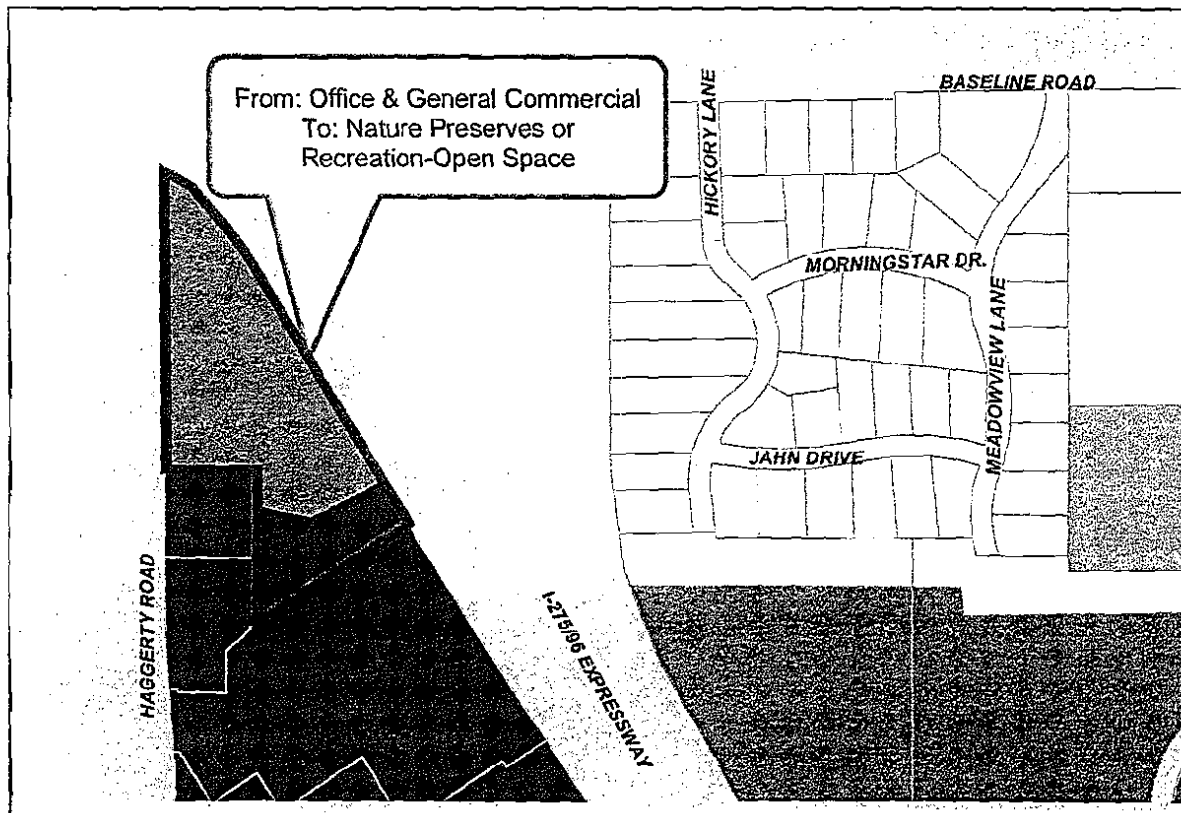 From: Office & General Commercial
To: Nature Preserves or
Recreation-Open Space
BASELINE ROAD
HICKORY LANE
MORNINGSTAR DR.
MEADOWVIEW LANE
JAHN DRIVE
HAGGERTY ROAD
I-275/96 EXPRESSWAY